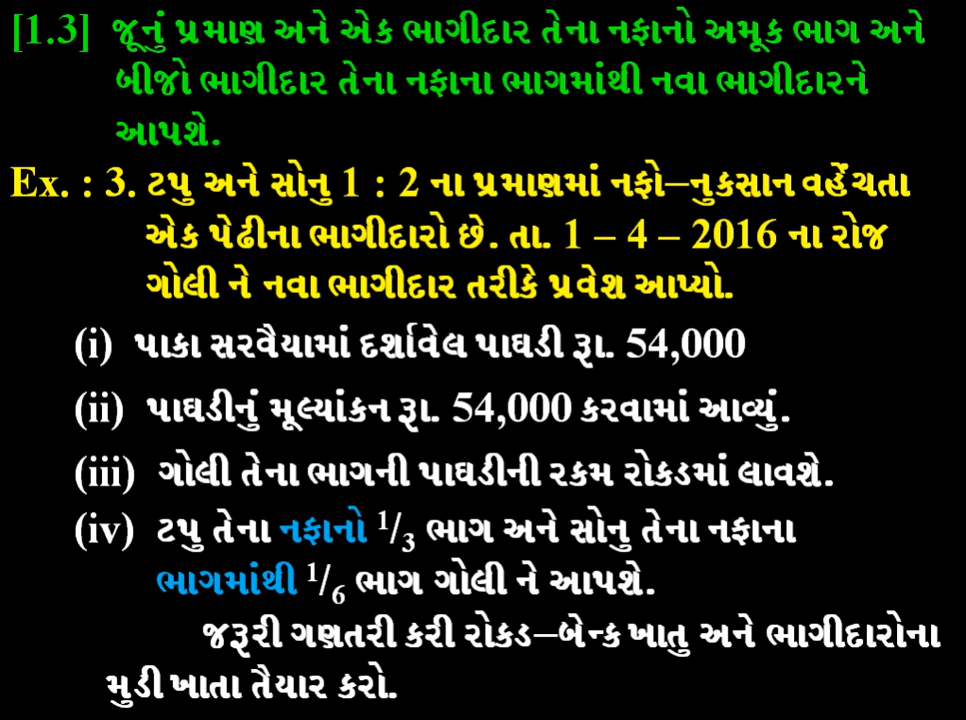 [1.3] જૂનું પ્રમાણ અને એક ભાગીદાર તેના નફાનો અમૂક ભાગ અને
બીજો ભાગીદાર તેના નફાના ભાગમાંથી નવા ભાગીદારને
આપશે.
Ex. : 3. ટપુ અને સોનુ 1 : 2 ના પ્રમાણમાં નફો–નુકસાન વહેંચતા
એક પેઢીના ભાગીદારો છે. તા. 1 – 4 – 2016 ના રોજ
ગોલી ને નવા ભાગીદાર તરીકે પ્રવેશ આપ્યો.
(i) પાકા સરવૈયામાં દર્શાવેલ પાઘડી રૂા. 54,000
(ii) પાઘડીનું મૂલ્યાંકન રૂા. 54,000 કરવામાં આવ્યું.
(iii) ગોલી તેના ભાગની પાઘડીની રકમ રોકડમાં લાવશે.
(iv) ટપુ તેના નફાનો 1/3 ભાગ અને સોનુ તેના નફાના
ભાગમાંથી 1/6 ભાગ ગોલી ને આપશે.
જરૂરી ગણતરી કરી રોકડ–બેન્ક ખાતુ અને ભાગીદારોના
મુડી ખાતા તૈયાર કરો.